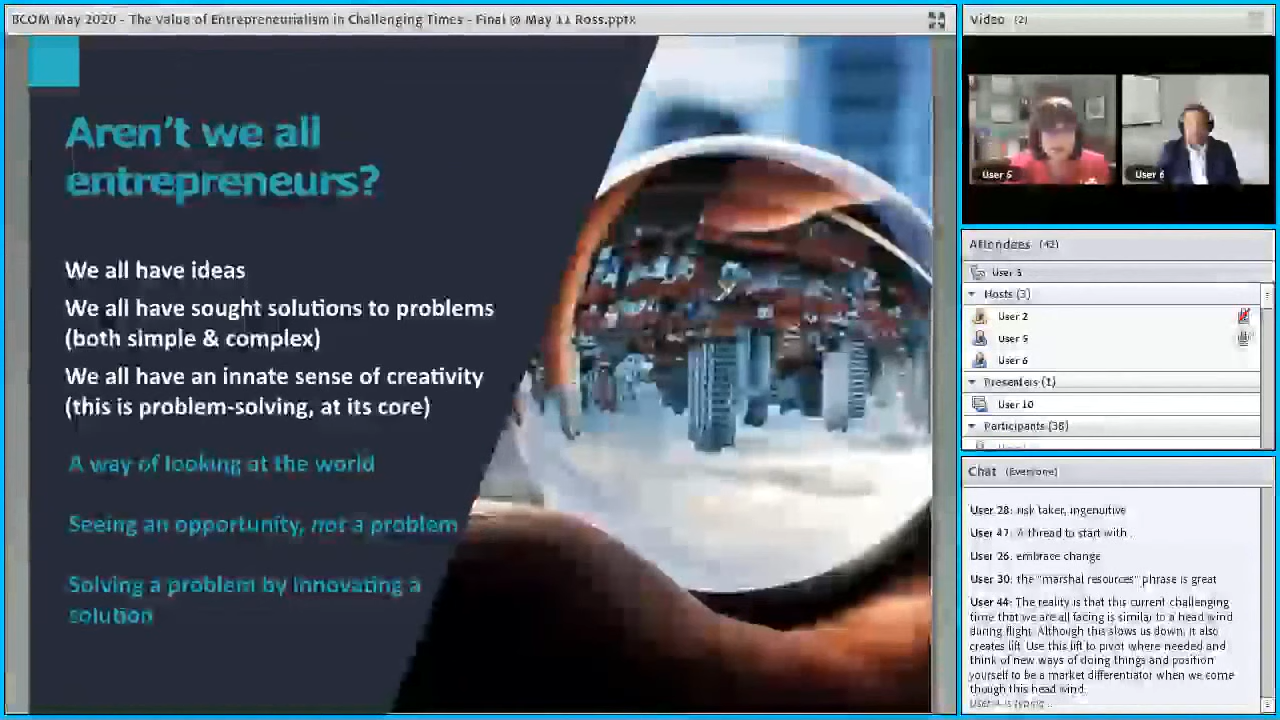 BCOM May 2020 - The Value of Entrepreneurialism in Challenging Times - Final @ May 11 Ross.pptx
Aren't we all
entrepreneurs?
We all have ideas
We all have sought solutions to problems
(both simple & complex)
We all have an innate sense of creativity
(this is problem-solving, at its core)
A way of looking at the world
Seeing an opportunity, not a problem
Solving a problem by innovating a
solution
Video (2)
User 5
User 6
Attendees (42)
User 3
Hosts (3)
User 2
User 5
User 6
Presenters (1)
User 10
Participants (38)
Chat (Everyone)
User 28: risk taker, ingenuitive
User 47: A thread to start with .
User 26: embrace change
User 30: the "marshal resources" phrase is great
User 44: The reality is that this current challenging
time that we are all facing is similar to a head wind
during flight. Although this slows us down, it also
creates lift. Use this lift to pivot where needed and
think of new ways of doing things and position
yourself to be a market differentiator when we come
though this head wind.
is typing...